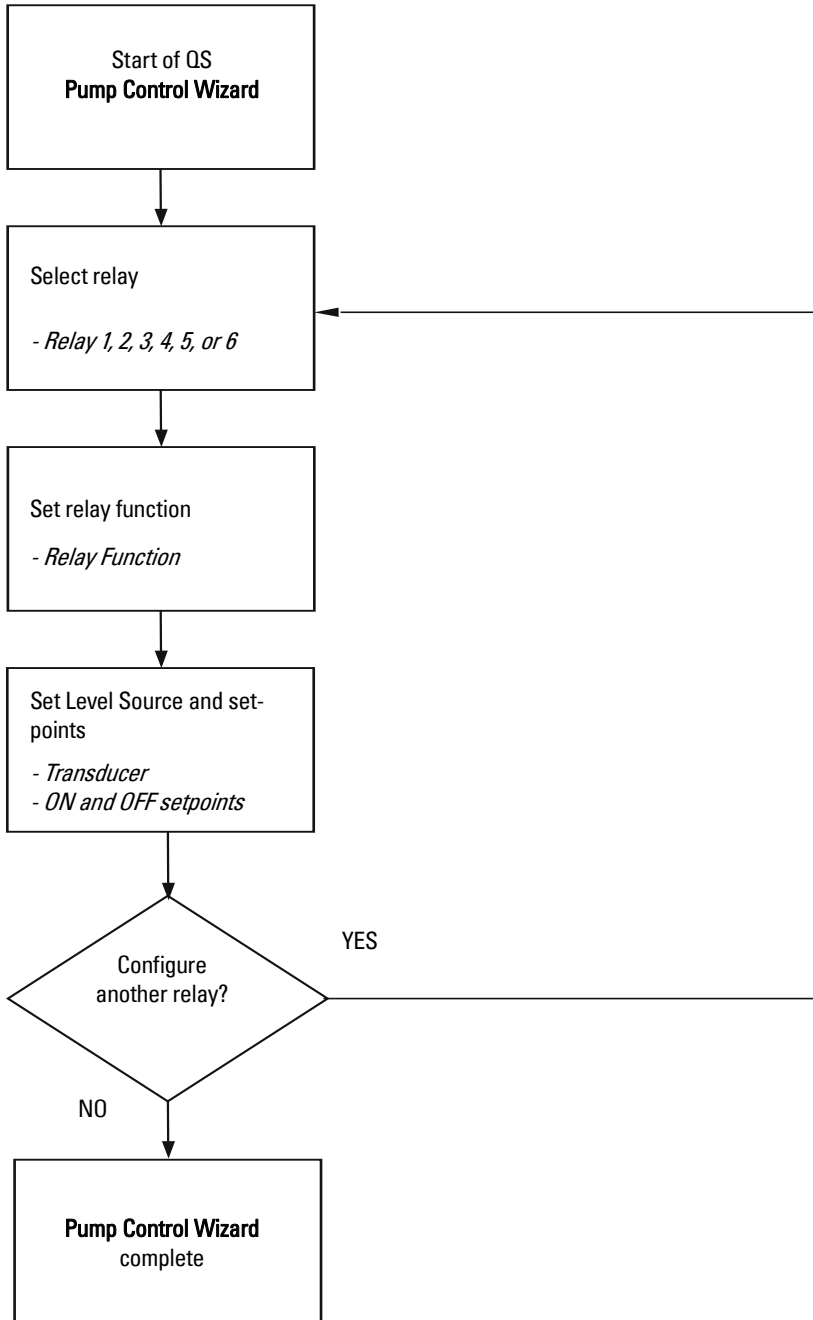 Start of QS
Pump Control Wizard
Select relay
- Relay 1, 2, 3, 4, 5, or 6
Set relay function
- Relay Function
Set Level Source and set-
points
- Transducer
- ON and OFF setpoints
Configure
another relay?
YES
NO
Pump Control Wizard
complete